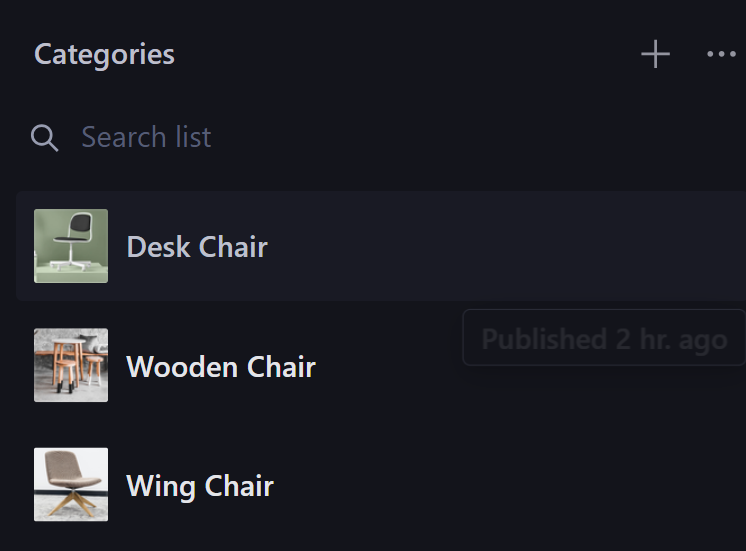 Categories
Search list
Desk Chair
Published 2 hr. ago
Wooden Chair
Wing Chair